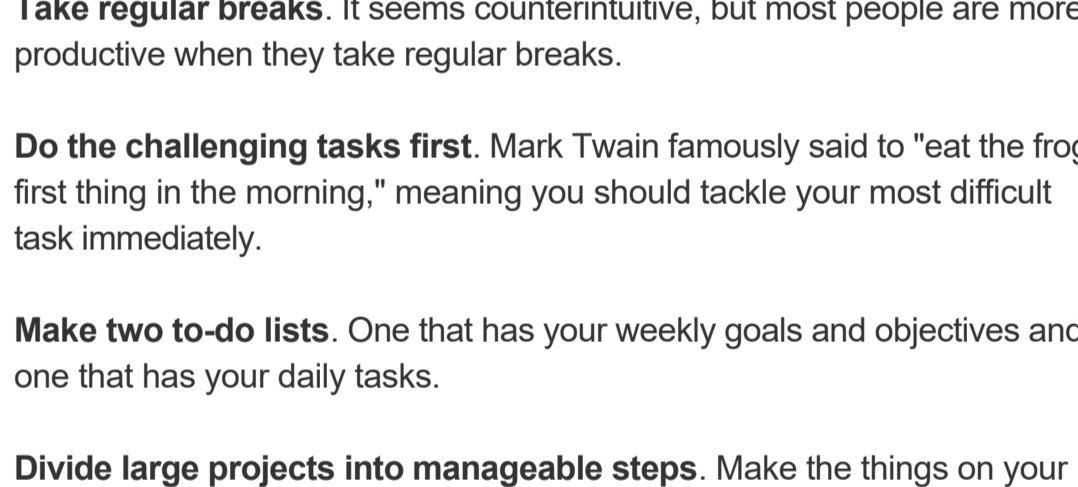 Take regular breaks. It seems counterintuitive, but most people are more
productive when they take regular breaks.
Do the challenging tasks first. Mark Twain famously said to "eat the frog
first thing in the morning," meaning you should tackle your most difficult
task immediately.
Make two to-do lists. One that has your weekly goals and objectives and
one that has your daily tasks.
Divide large projects into manageable steps. Make the things on your